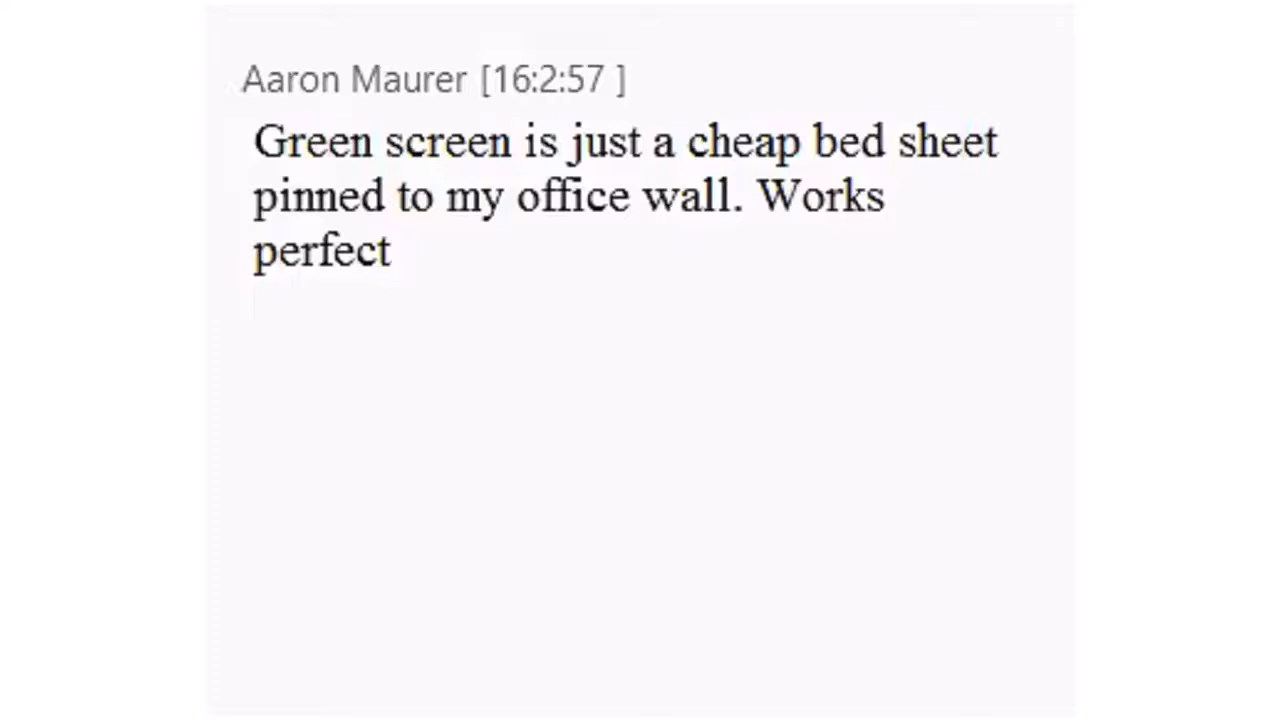 Aaron Maurer [16:2:57 ]
Green screen is just a cheap bed sheet
pinned to my office wall. Works
perfect